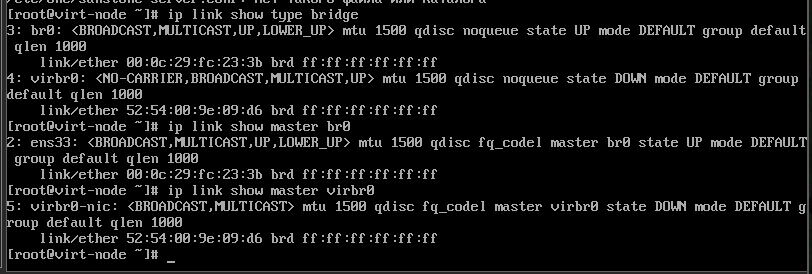 [root@virt-node ~]# ip link show type bridge
3: br0: <BROADCAST,MULTICAST,UP,LOWER_UP> mtu 1500 qdisc noqueue state UP mode DEFAULT group default
qlen 1000
    link/ether 00:0c:29:fc:23:3b brd ff:ff:ff:ff:ff:ff
4: virbr0: <NO-CARRIER,BROADCAST,MULTICAST,UP> mtu 1500 qdisc noqueue state DOWN mode DEFAULT group
default qlen 1000
    link/ether 52:54:00:9e:09:d6 brd ff:ff:ff:ff:ff:ff
[root@virt-node ~]# ip link show master br0
2: ens33: <BROADCAST,MULTICAST,UP,LOWER_UP> mtu 1500 qdisc fq_codel master br0 state UP mode DEFAULT
 group default qlen 1000
    link/ether 00:0c:29:fc:23:3b brd ff:ff:ff:ff:ff:ff
[root@virt-node ~]# ip link show master virbr0
5: virbr0-nic: <BROADCAST,MULTICAST> mtu 1500 qdisc fq_codel master virbr0 state DOWN mode DEFAULT g
roup default qlen 1000
    link/ether 52:54:00:9e:09:d6 brd ff:ff:ff:ff:ff:ff
[root@virt-node ~]# _